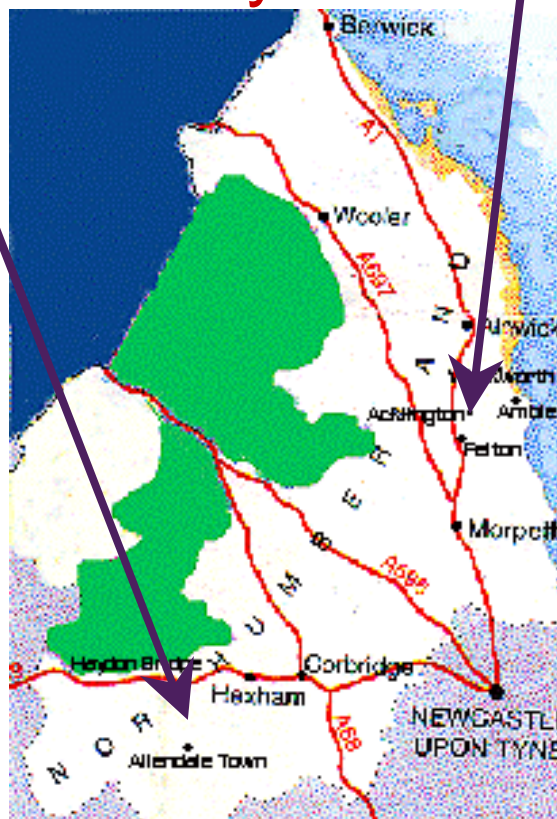 Berwick
A1
Wooler
A697
Alnwick
Acklington
Amble
Felton
Morpeth
A696
Haydon Bridge
Corbridge
Hexham
NEWCASTLE
UPON TYNE
A68
Allendale Town
N O R
H U M B E R
A N D